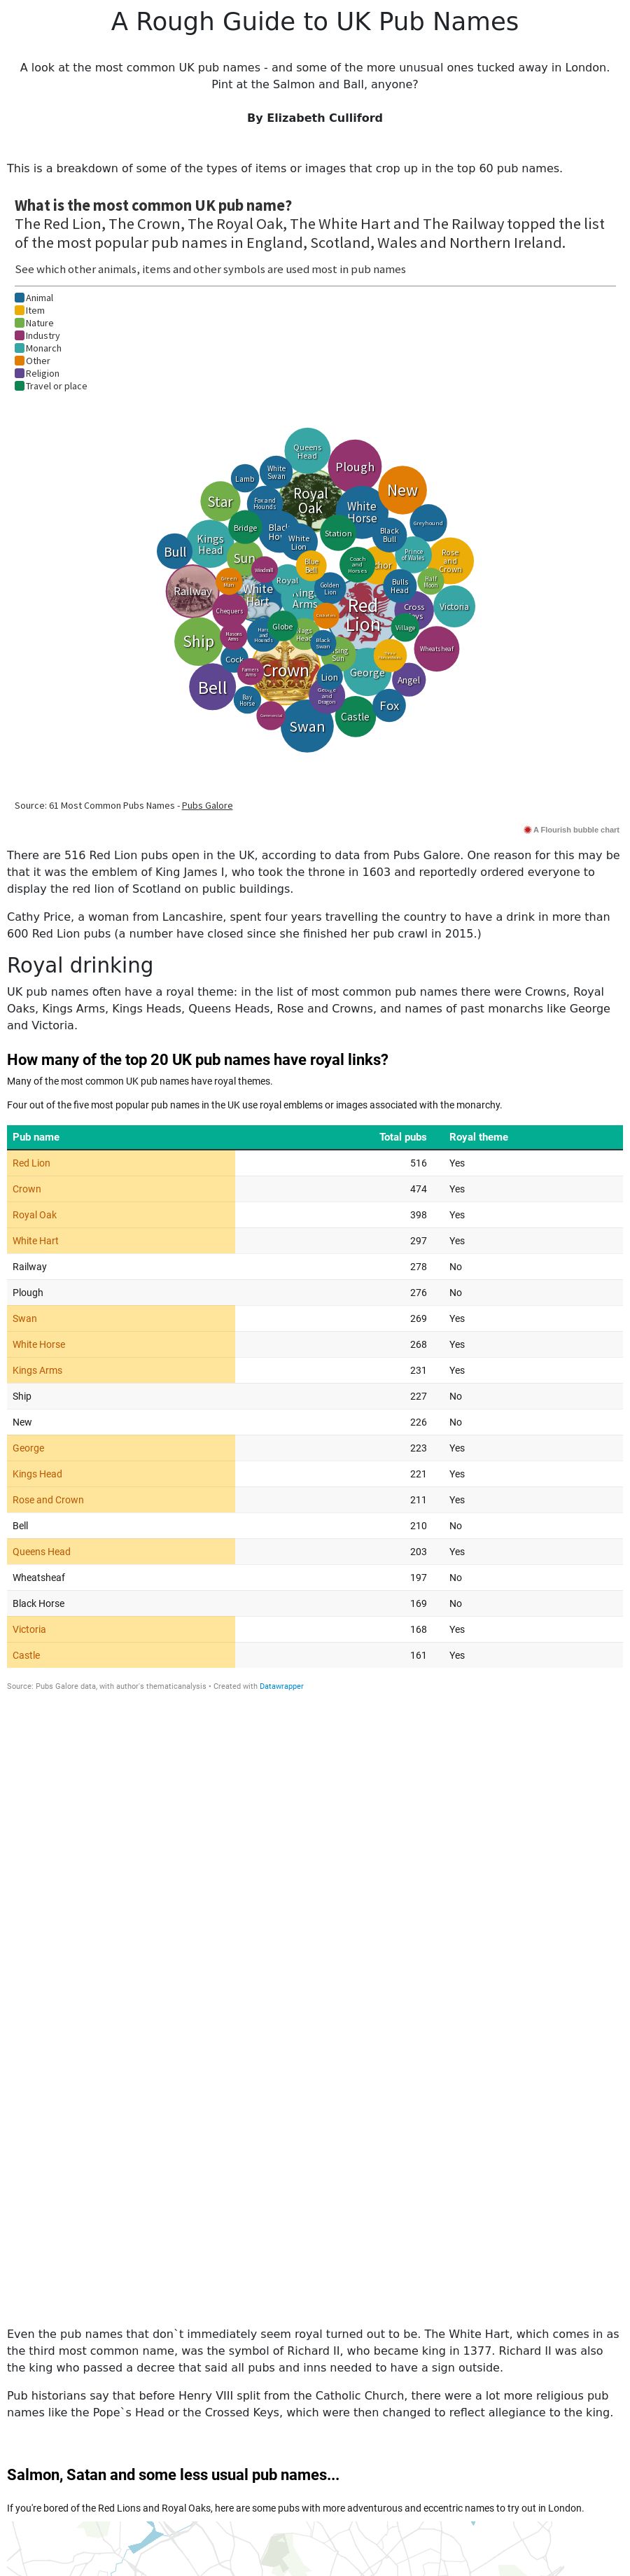 A Rough Guide to UK Pub Names
A look at the most common UK pub names - and some of the more unusual ones tucked away in London.
Pint at the Salmon and Ball, anyone?
By Elizabeth Culliford
This is a breakdown of some of the types of items or images that crop up in the top 60 pub names.
What is the most common UK pub name?
The Red Lion, The Crown, The Royal Oak, The White Hart and The Railway topped the list
of the most popular pub names in England, Scotland, Wales and Northern Ireland.
See which other animals, items and other symbols are used most in pub names
Animal
Item
Nature
Industry
Monarch
Other
Religion
Travel or place
Queens
Head
Plough
White
Swan
Lamb
Royal
Oak
New
Star
Fox and
Hounds
White
Horse
Greyhound
Bridge
Station
Black
Bull
Kings
Head
White
Lion
Bull
Sun
Blue
Bell
Coach
and
Horses
Prince
of Wales
Rose
and
Crown
Railway
Royal
Golden
Lion
Bulls
Head
Half
Moon
White
Hart
Arms
Red
Lion
Cross
Victoria
Chequers
Globe
Village
Ship
Masons
Arms
Hounds
Black
Swan
Wheatsheaf
Cock
Farmers
Arms
Crown
Sun
Lion
George
Angel
Bell
Bay
Horse
George
and
Dragon
Fox
Swan
Castle
Source: 61 Most Common Pubs Names - Pubs Galore
A Flourish bubble chart
There are 516 Red Lion pubs open in the UK, according to data from Pubs Galore. One reason for this may be
that it was the emblem of King James I, who took the throne in 1603 and reportedly ordered everyone to
display the red lion of Scotland on public buildings.
Cathy Price, a woman from Lancashire, spent four years travelling the country to have a drink in more than
600 Red Lion pubs (a number have closed since she finished her pub crawl in 2015.)
Royal drinking
UK pub names often have a royal theme: in the list of most common pub names there were Crowns, Royal
Oaks, Kings Arms, Kings Heads, Queens Heads, Rose and Crowns, and names of past monarchs like George
and Victoria.
How many of the top 20 UK pub names have royal links?
Many of the most common UK pub names have royal themes.
Four out of the five most popular pub names in the UK use royal emblems or images associated with the monarchy.
Pub name Total pubs Royal theme
Red Lion 516 Yes
Crown 474 Yes
Royal Oak 398 Yes
White Hart 297 Yes
Railway 278 No
Plough 276 No
Swan 269 Yes
White Horse 268 Yes
Kings Arms 231 Yes
Ship 227 No
New 226 No
George 223 Yes
Kings Head 221 Yes
Rose and Crown 211 Yes
Bell 210 No
Queens Head 203 Yes
Wheatsheaf 197 No
Black Horse 169 No
Victoria 168 Yes
Castle 161 Yes
Source: Pubs Galore data, with author's thematicanalysis • Created with Datawrapper
Even the pub names that don`t immediately seem royal turned out to be. The White Hart, which comes in as
the third most common name, was the symbol of Richard II, who became king in 1377. Richard II was also
the king who passed a decree that said all pubs and inns needed to have a sign outside.
Pub historians say that before Henry VIII split from the Catholic Church, there were a lot more religious pub
names like the Pope`s Head or the Crossed Keys, which were then changed to reflect allegiance to the king.
Salmon, Satan and some less usual pub names...
If you're bored of the Red Lions and Royal Oaks, here are some pubs with more adventurous and eccentric names to try out in London.